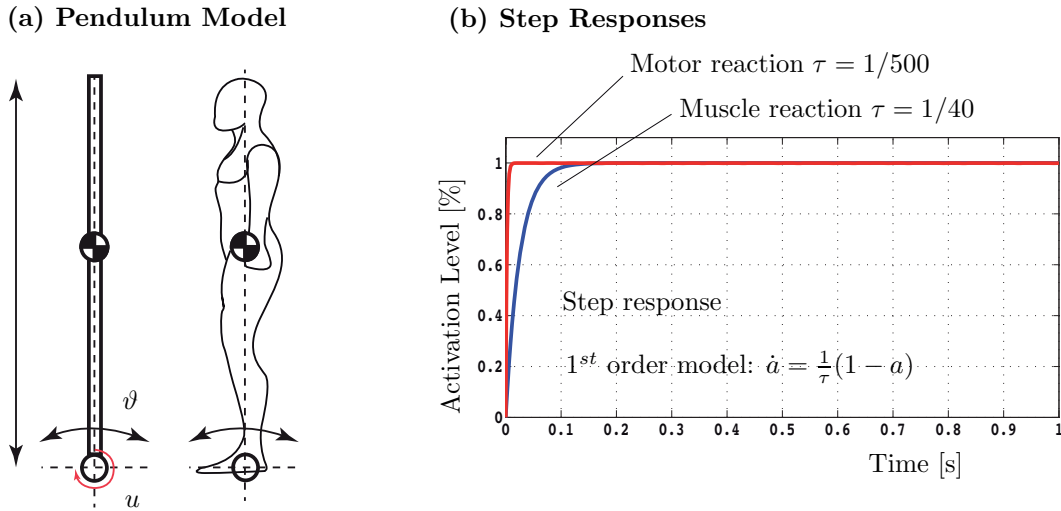 (a) Pendulum Model
ϑ
u
(b) Step Responses
Motor reaction τ = 1/500
Muscle reaction τ = 1/40
Activation Level [%]
1
0.8
0.6
0.4
0.2
0
Step response
1st order model: ȧ = 1/τ (1 − a)
0 0.1 0.2 0.3 0.4 0.5 0.6 0.7 0.8 0.9 1
Time [s]